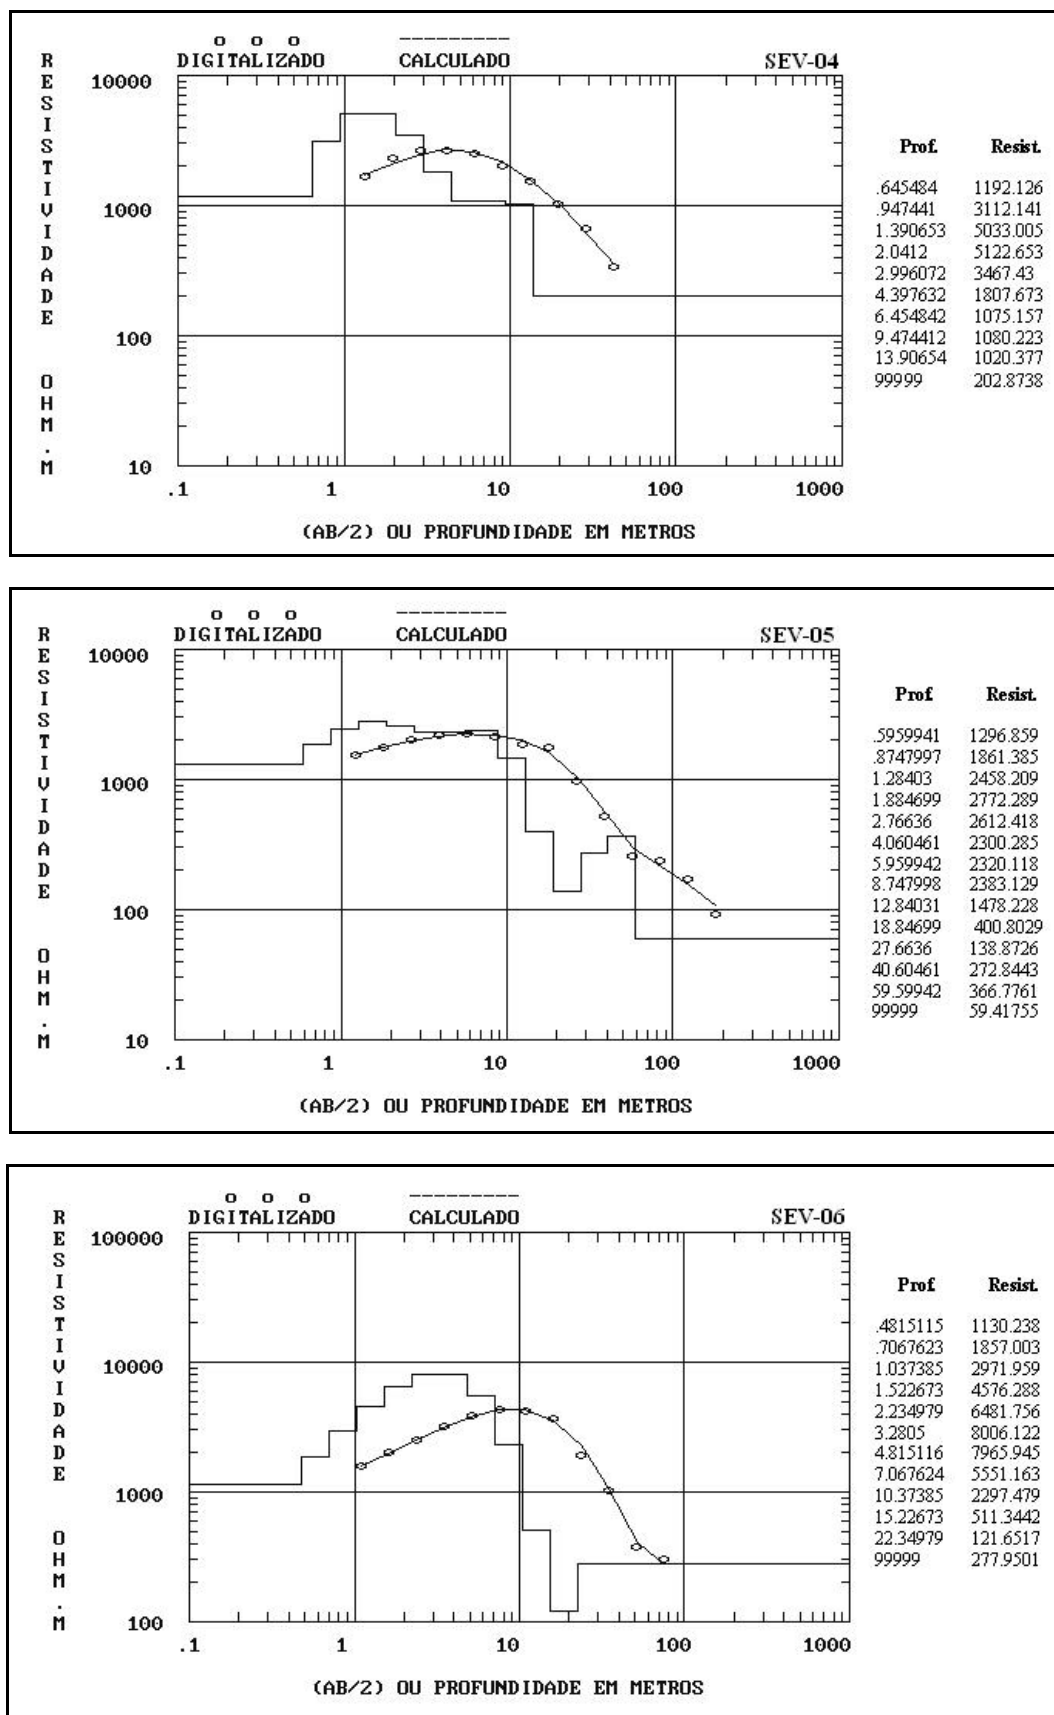 o o o ----------
DIGITALIZADO CALCULADO SEV-04
RESISTIVIDADE OHM.M
10000
1000
100
10
.1 1 10 100 1000
(AB/2) OU PROFUNDIDADE EM METROS
Prof. Resist.
.645484 1192.126
.947441 3112.141
1.390653 5033.005
2.0412 5122.653
2.996072 3467.43
4.397632 1807.673
6.454842 1075.157
9.474412 1080.223
13.90654 1020.377
99999 202.8738
o o o ----------
DIGITALIZADO CALCULADO SEV-05
RESISTIVIDADE OHM.M
10000
1000
100
10
.1 1 10 100 1000
(AB/2) OU PROFUNDIDADE EM METROS
Prof. Resist.
.5959941 1296.859
.8747997 1861.385
1.28403 2458.209
1.884699 2772.289
2.76636 2612.418
4.060461 2300.285
5.959942 2320.118
8.747998 2383.129
12.84031 1478.228
18.84699 400.8029
27.6636 138.8726
40.60461 272.8443
59.59942 366.7761
99999 59.41755
o o o ----------
DIGITALIZADO CALCULADO SEV-06
RESISTIVIDADE OHM.M
100000
10000
1000
100
.1 1 10 100 1000
(AB/2) OU PROFUNDIDADE EM METROS
Prof. Resist.
.4815115 1130.238
.7067623 1857.003
1.037385 2971.959
1.522673 4576.288
2.234979 6481.756
3.2805 8006.122
4.815116 7965.945
7.067624 5551.163
10.37385 2297.479
15.22673 511.3442
22.34979 121.6517
99999 277.9501